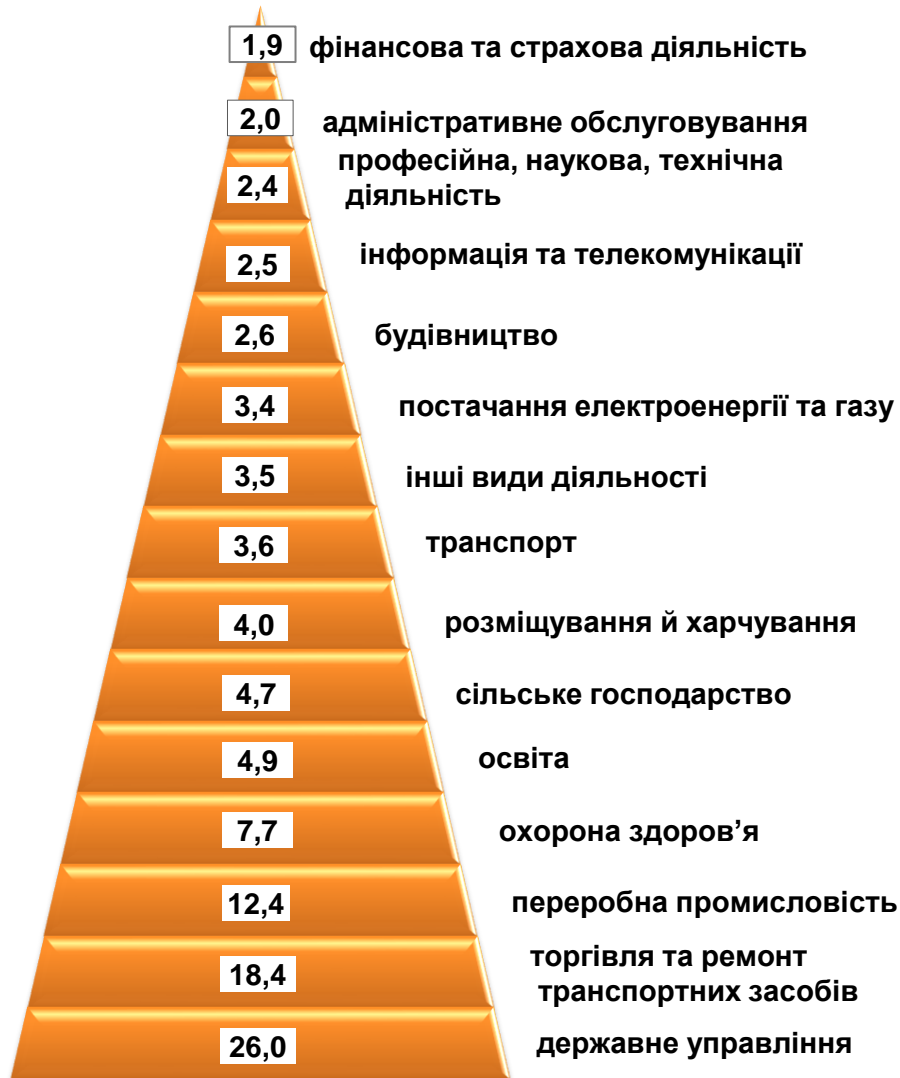 1,9 фінансова та страхова діяльність
2,0 адміністративне обслуговування
професійна, наукова, технічна
2,4 діяльність
2,5 інформація та телекомунікації
2,6 будівництво
3,4 постачання електроенергії та газу
3,5 інші види діяльності
3,6 транспорт
4,0 розміщування й харчування
4,7 сільське господарство
4,9 освіта
7,7 охорона здоров’я
12,4 переробна промисловість
торгівля та ремонт
18,4 транспортних засобів
26,0 державне управління